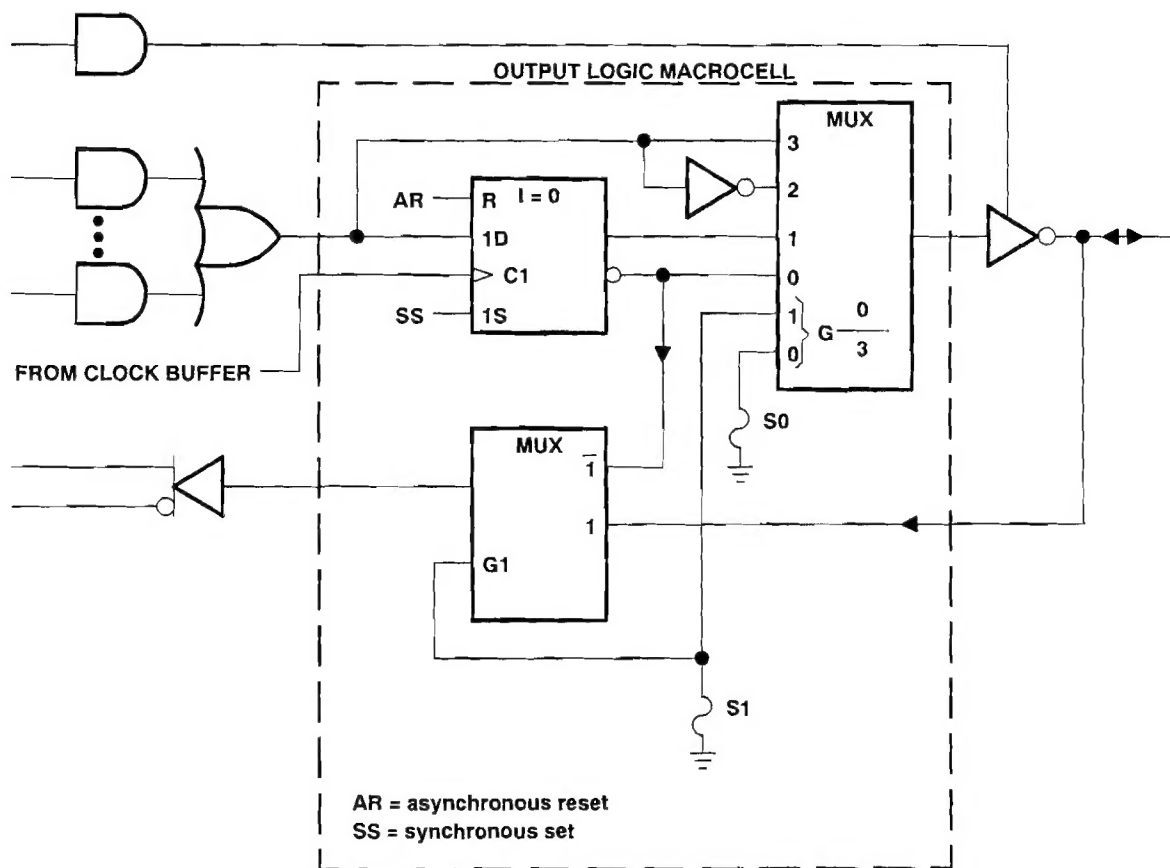 OUTPUT LOGIC MACROCELL
MUX
3
2
1
0
1
0
G 0
3
AR
R
I = 0
1D
C1
SS
1S
FROM CLOCK BUFFER
S0
MUX
1
1
G1
S1
AR = asynchronous reset
SS = synchronous set